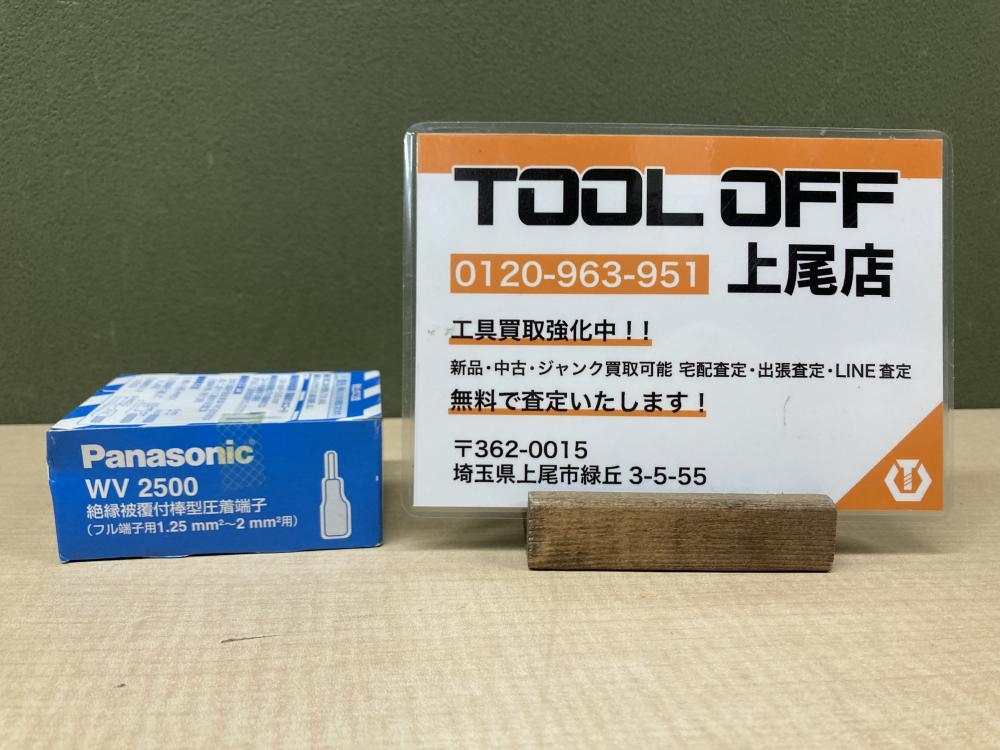 Panasonic
WV 2500
絶縁被覆付棒型圧着端子
(フル端子用1.25 mm²～2 mm²用)
TOOL OFF
0120-963-951 上尾店
工具買取強化中！！
新品・中古・ジャンク買取可能 宅配査定・出張査定・LINE査定
無料で査定いたします！
〒362-0015
埼玉県上尾市緑丘 3-5-55